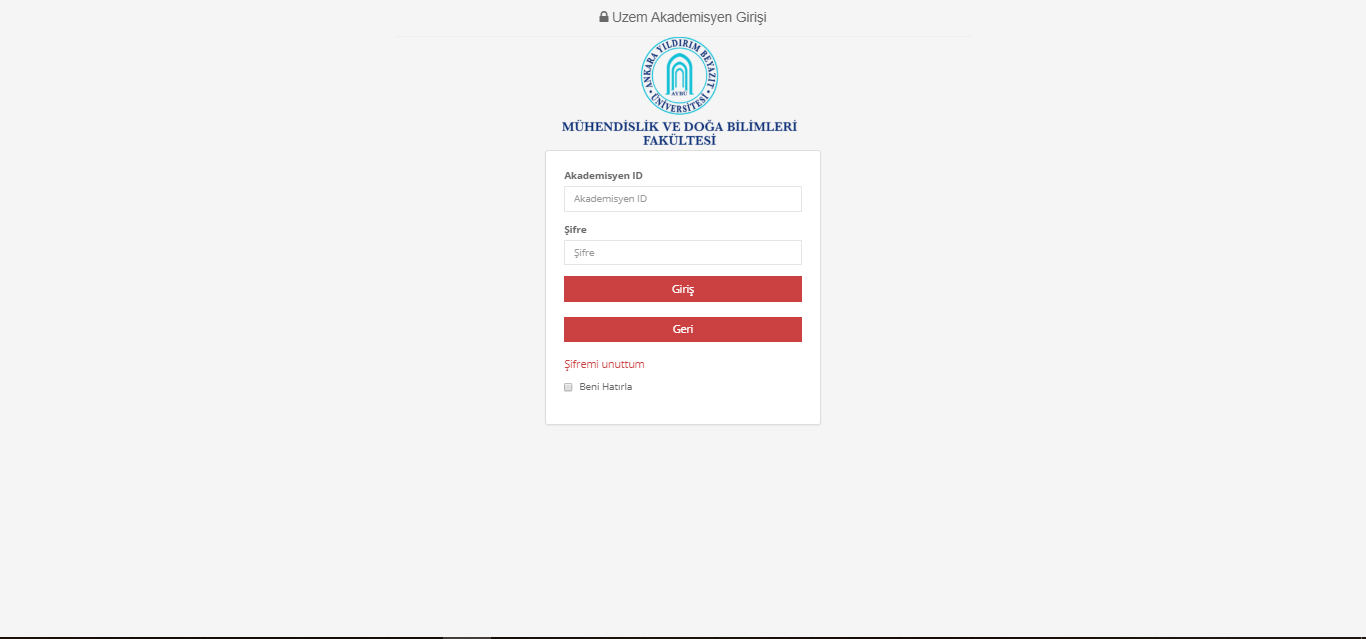 Uzem Akademisyen Girişi
ANKARA YILDIRIM BEYAZIT
AYBÜ
ÜNİVERSİTESİ
MÜHENDİSLİK VE DOĞA BİLİMLERİ
FAKÜLTESİ
Akademisyen ID
Akademisyen ID
Şifre
Şifre
Giriş
Geri
Şifremi unuttum
Beni Hatırla